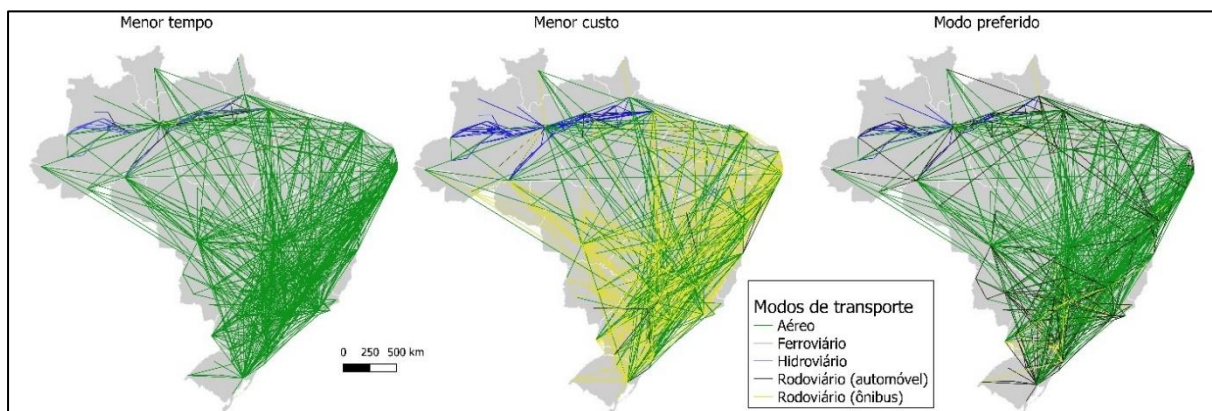 Menor tempo
Menor custo
Modo preferido
0 250 500 km
Modos de transporte
Aéreo
Ferroviário
Hidroviário
Rodoviário (automóvel)
Rodoviário (ônibus)